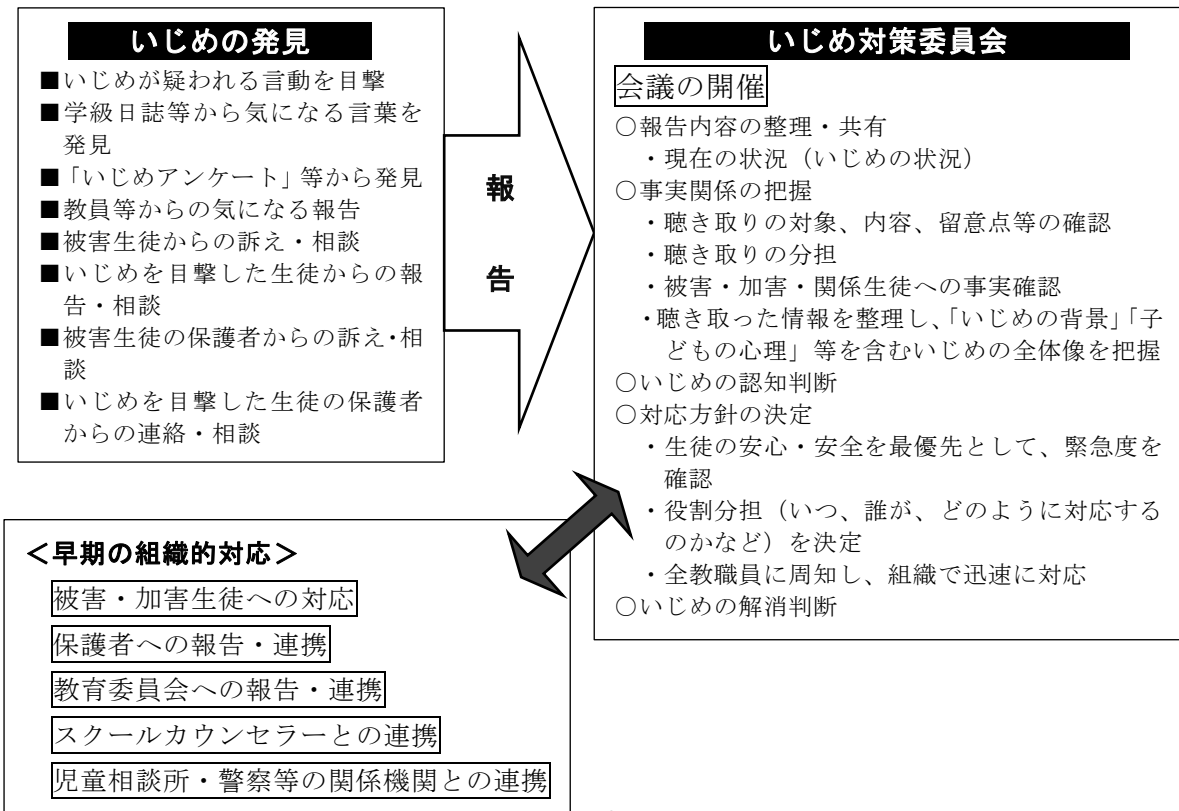 いじめの発見
■いじめが疑われる言動を目撃
■学級日誌等から気になる言葉を
発見
■「いじめアンケート」等から発見
■教員等からの気になる報告
■被害生徒からの訴え・相談
■いじめを目撃した生徒からの報
告・相談
■被害生徒の保護者からの訴え・相
談
■いじめを目撃した生徒の保護者
からの連絡・相談
報
告
いじめ対策委員会
会議の開催
○報告内容の整理・共有
・現在の状況（いじめの状況）
○事実関係の把握
・聴き取りの対象、内容、留意点等の確認
・聴き取りの分担
・被害・加害・関係生徒への事実確認
・聴き取った情報を整理し、「いじめの背景」「子
どもの心理」等を含むいじめの全体像を把握
○いじめの認知判断
○対応方針の決定
・生徒の安心・安全を最優先として、緊急度を
確認
・役割分担（いつ、誰が、どのように対応する
のかなど）を決定
・全教職員に周知し、組織で迅速に対応
○いじめの解消判断
＜早期の組織的対応＞
被害・加害生徒への対応
保護者への報告・連携
教育委員会への報告・連携
スクールカウンセラーとの連携
児童相談所・警察等の関係機関との連携